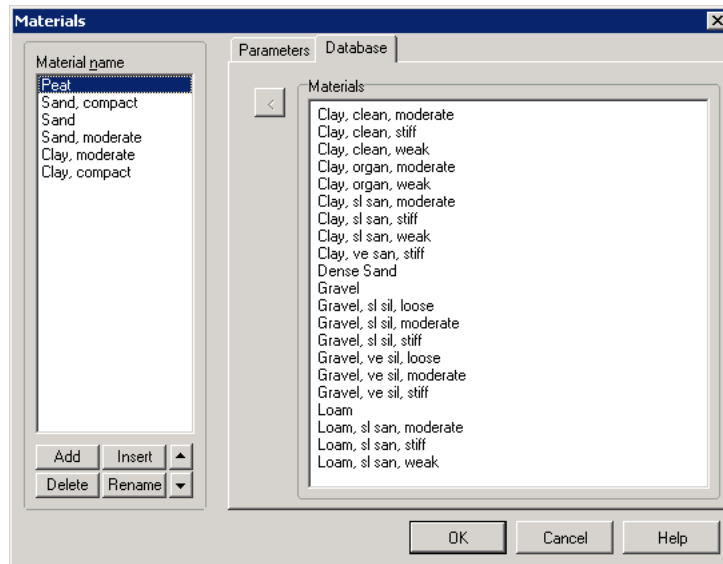 Materials
Material name
Peat
Sand, compact
Sand
Sand, moderate
Clay, moderate
Clay, compact
Add
Insert
Delete
Rename
Parameters
Database
<
Materials
Clay, clean, moderate
Clay, clean, stiff
Clay, clean, weak
Clay, organ, moderate
Clay, organ, weak
Clay, sl san, moderate
Clay, sl san, stiff
Clay, sl san, weak
Clay, ve san, stiff
Dense Sand
Gravel
Gravel, sl sil, loose
Gravel, sl sil, moderate
Gravel, sl sil, stiff
Gravel, ve sil, loose
Gravel, ve sil, moderate
Gravel, ve sil, stiff
Loam
Loam, sl san, moderate
Loam, sl san, stiff
Loam, sl san, weak
OK
Cancel
Help